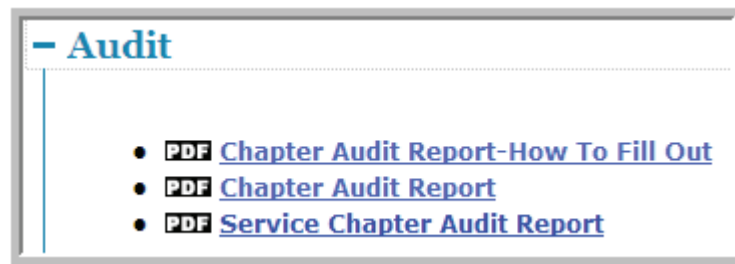 − Audit
• PDF Chapter Audit Report-How To Fill Out
• PDF Chapter Audit Report
• PDF Service Chapter Audit Report